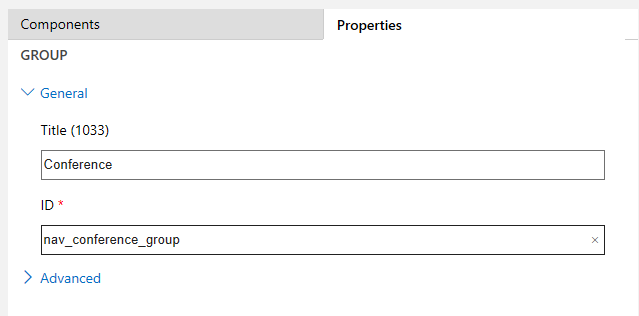 Components
Properties
GROUP
General
Title (1033)
Conference
ID *
nav_conference_group
Advanced